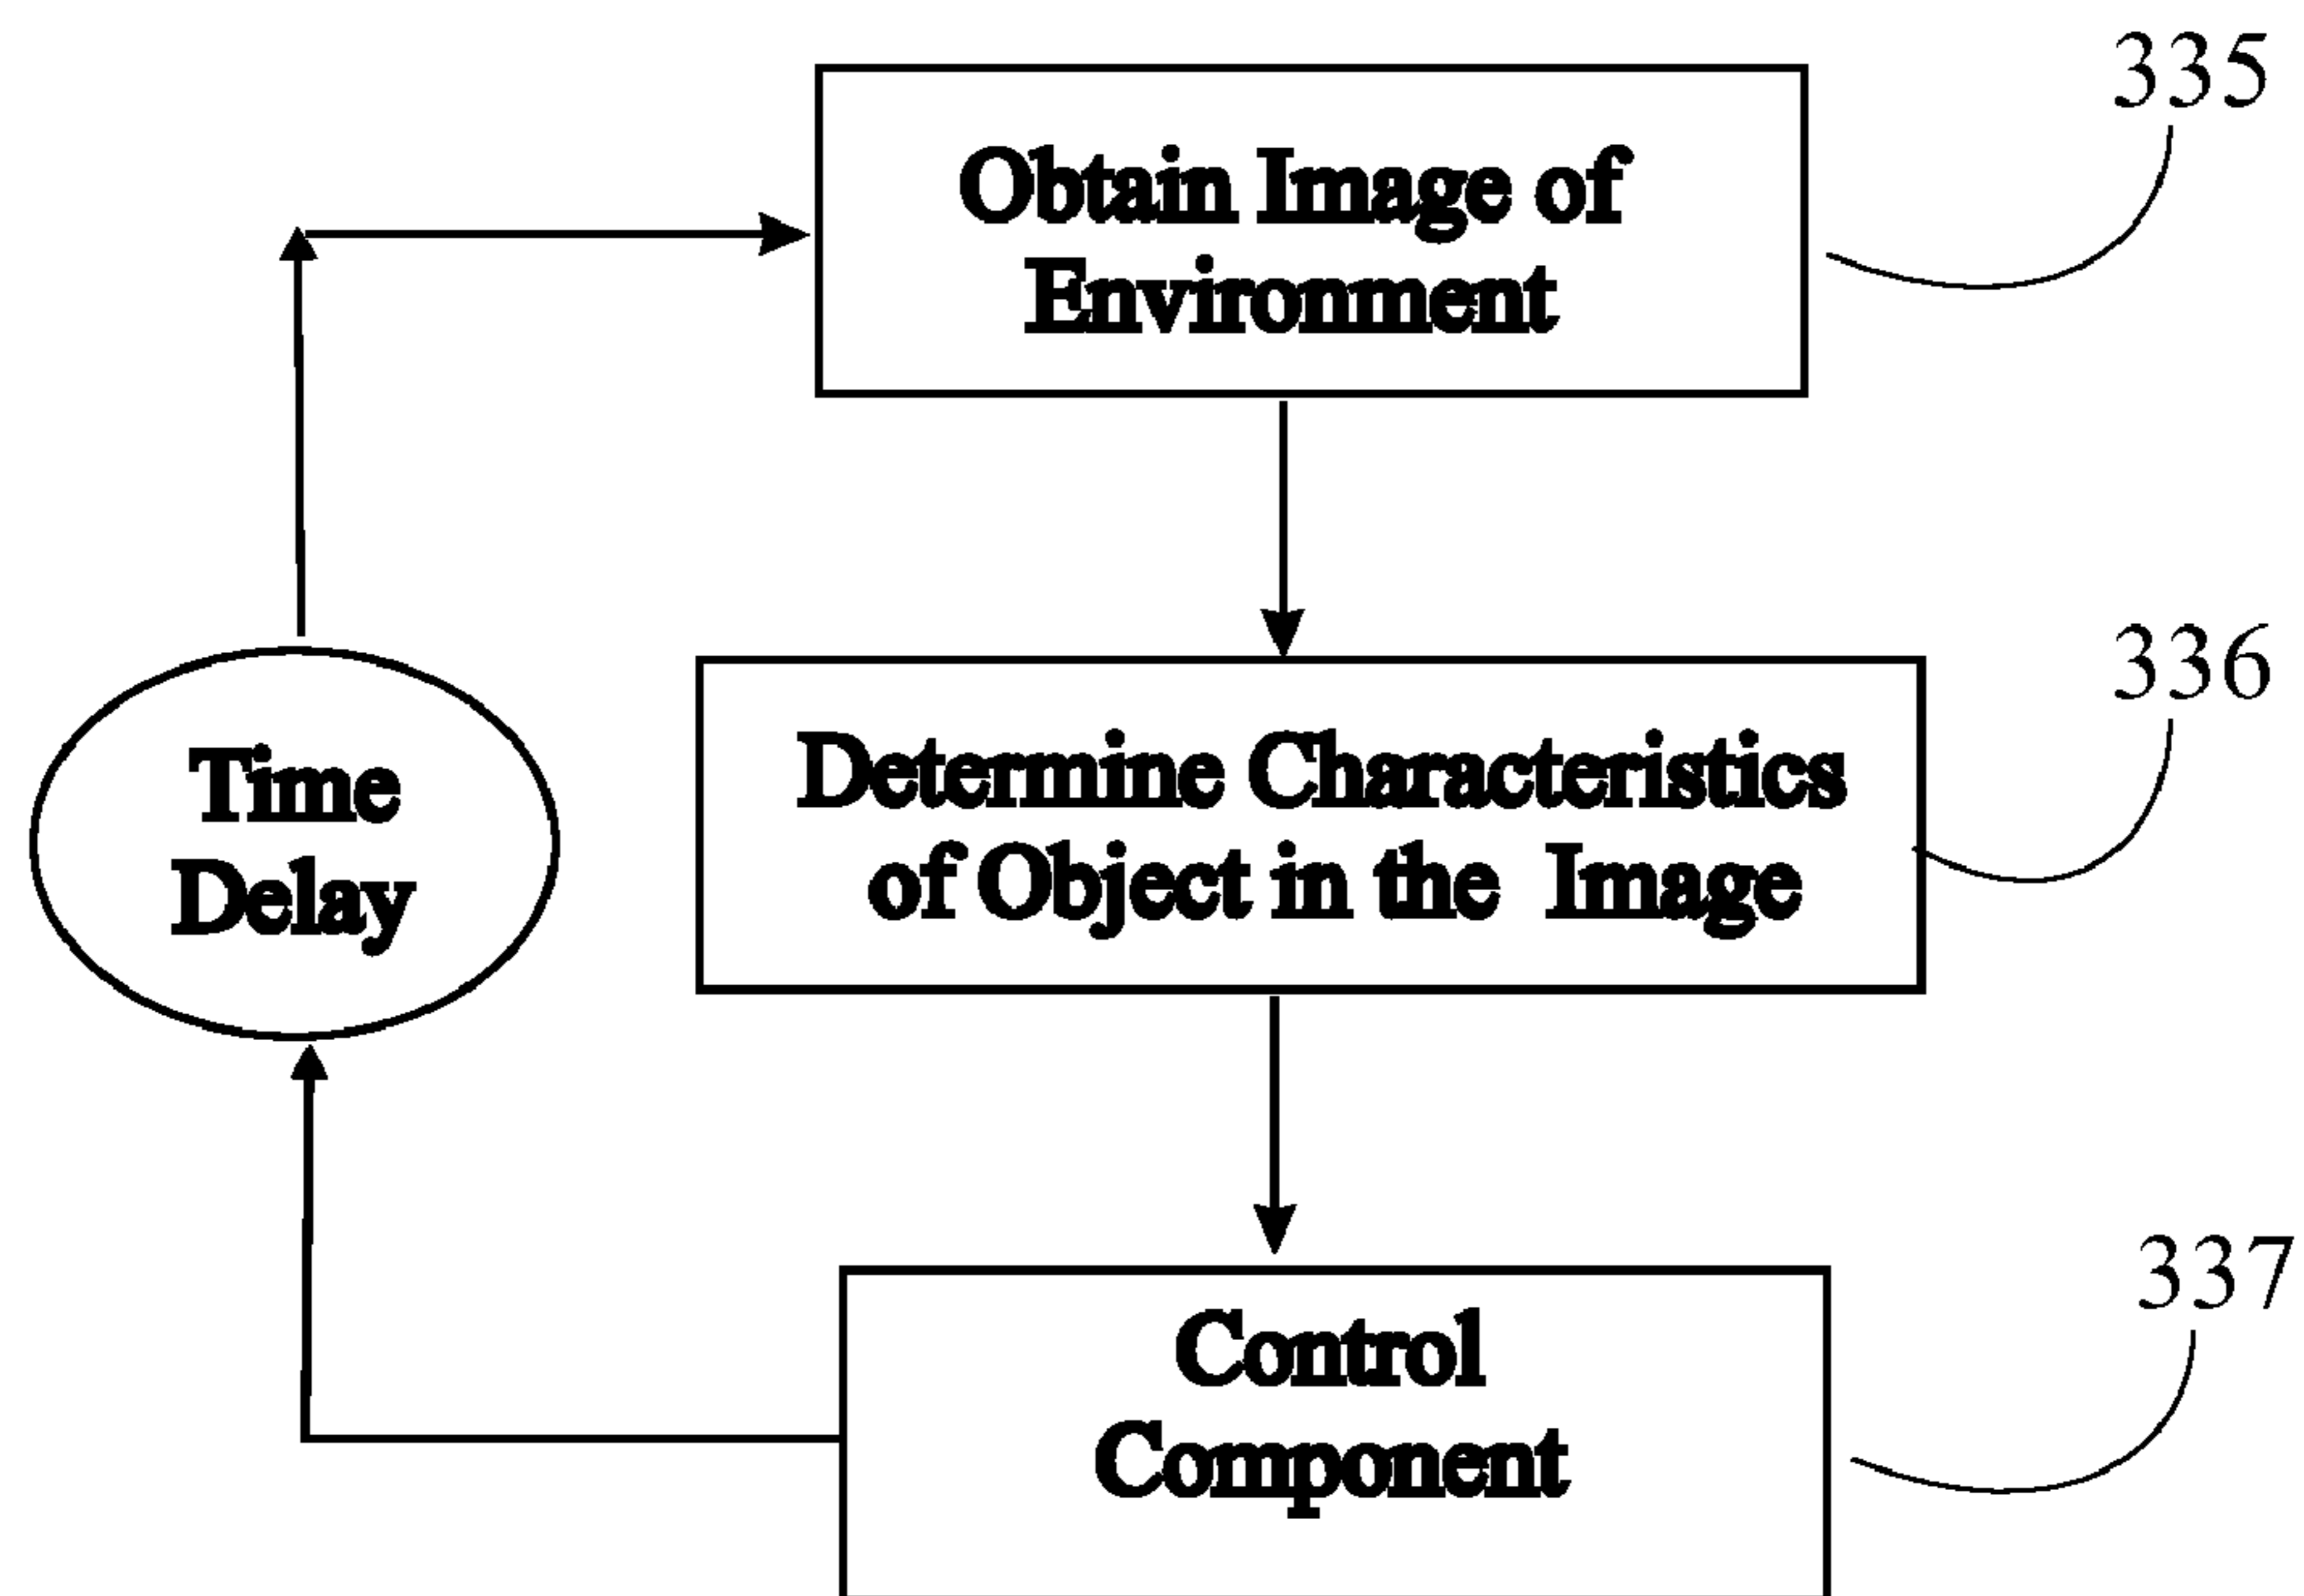 335
Obtain Image of
Environment
336
Determine Characteristics
of Object in the Image
Time
Delay
337
Control
Component